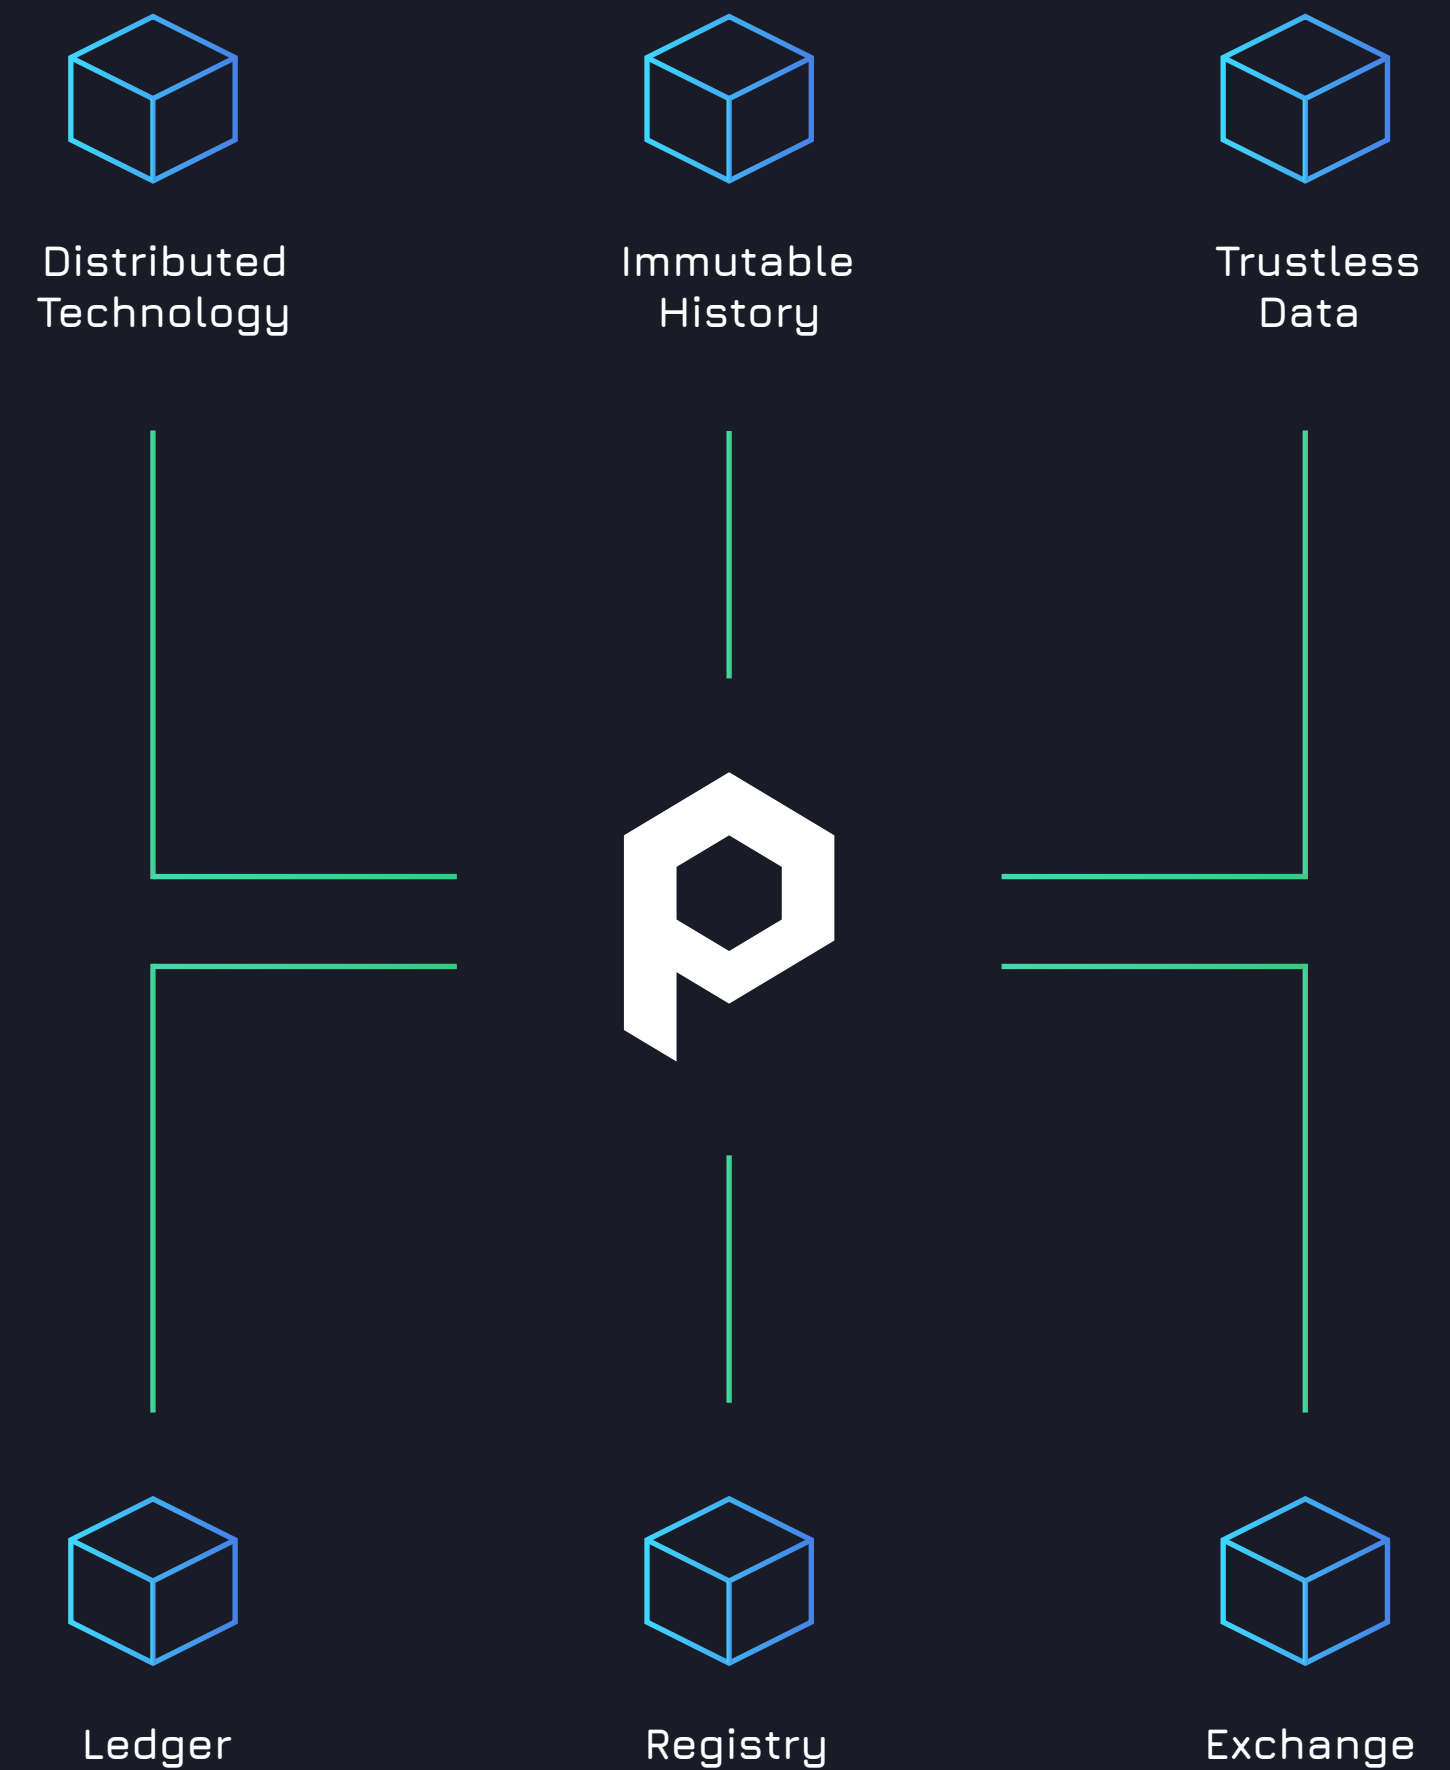 Distributed
Technology
Immutable
History
Trustless
Data
Ledger
Registry
Exchange